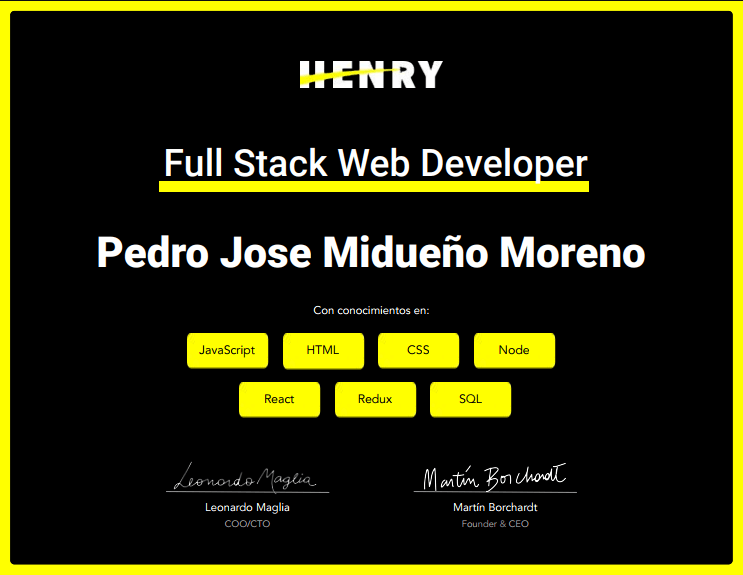 HENRY
Full Stack Web Developer
Pedro Jose Midueño Moreno
Con conocimientos en:
JavaScript HTML CSS Node
React Redux SQL
Leonardo Maglia Martín Borchardt
Leonardo Maglia Martín Borchardt
COO/CTO Founder & CEO